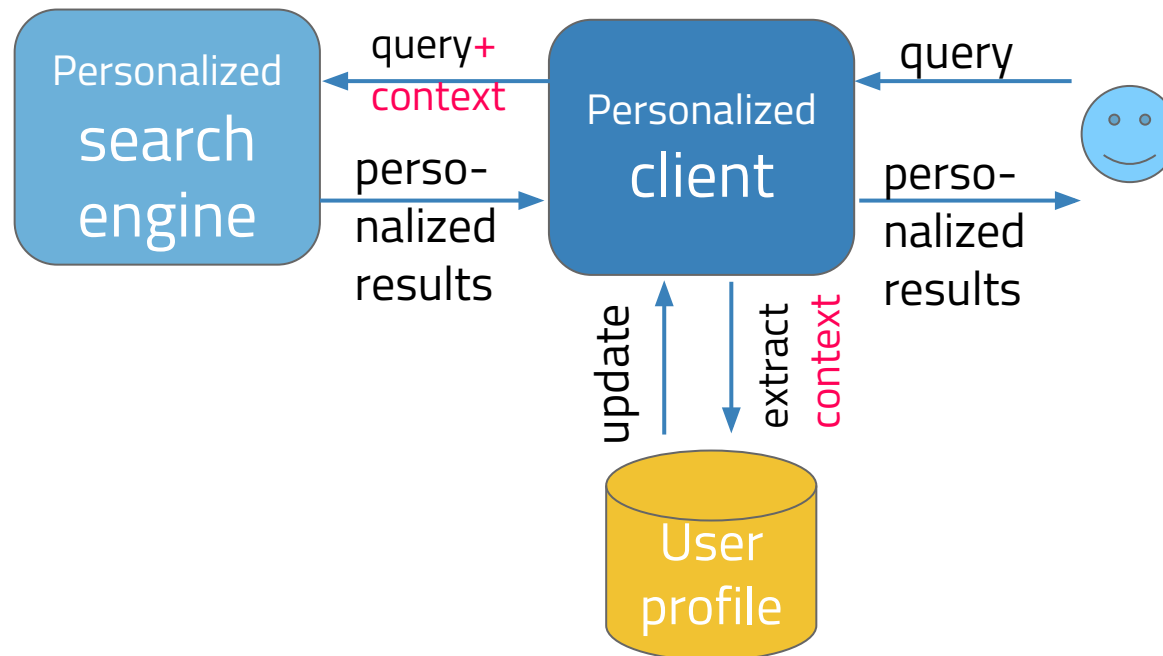 Personalized
search
engine
query+
context
perso-
nalized
results
Personalized
client
query
perso-
nalized
results
update
extract
context
User
profile